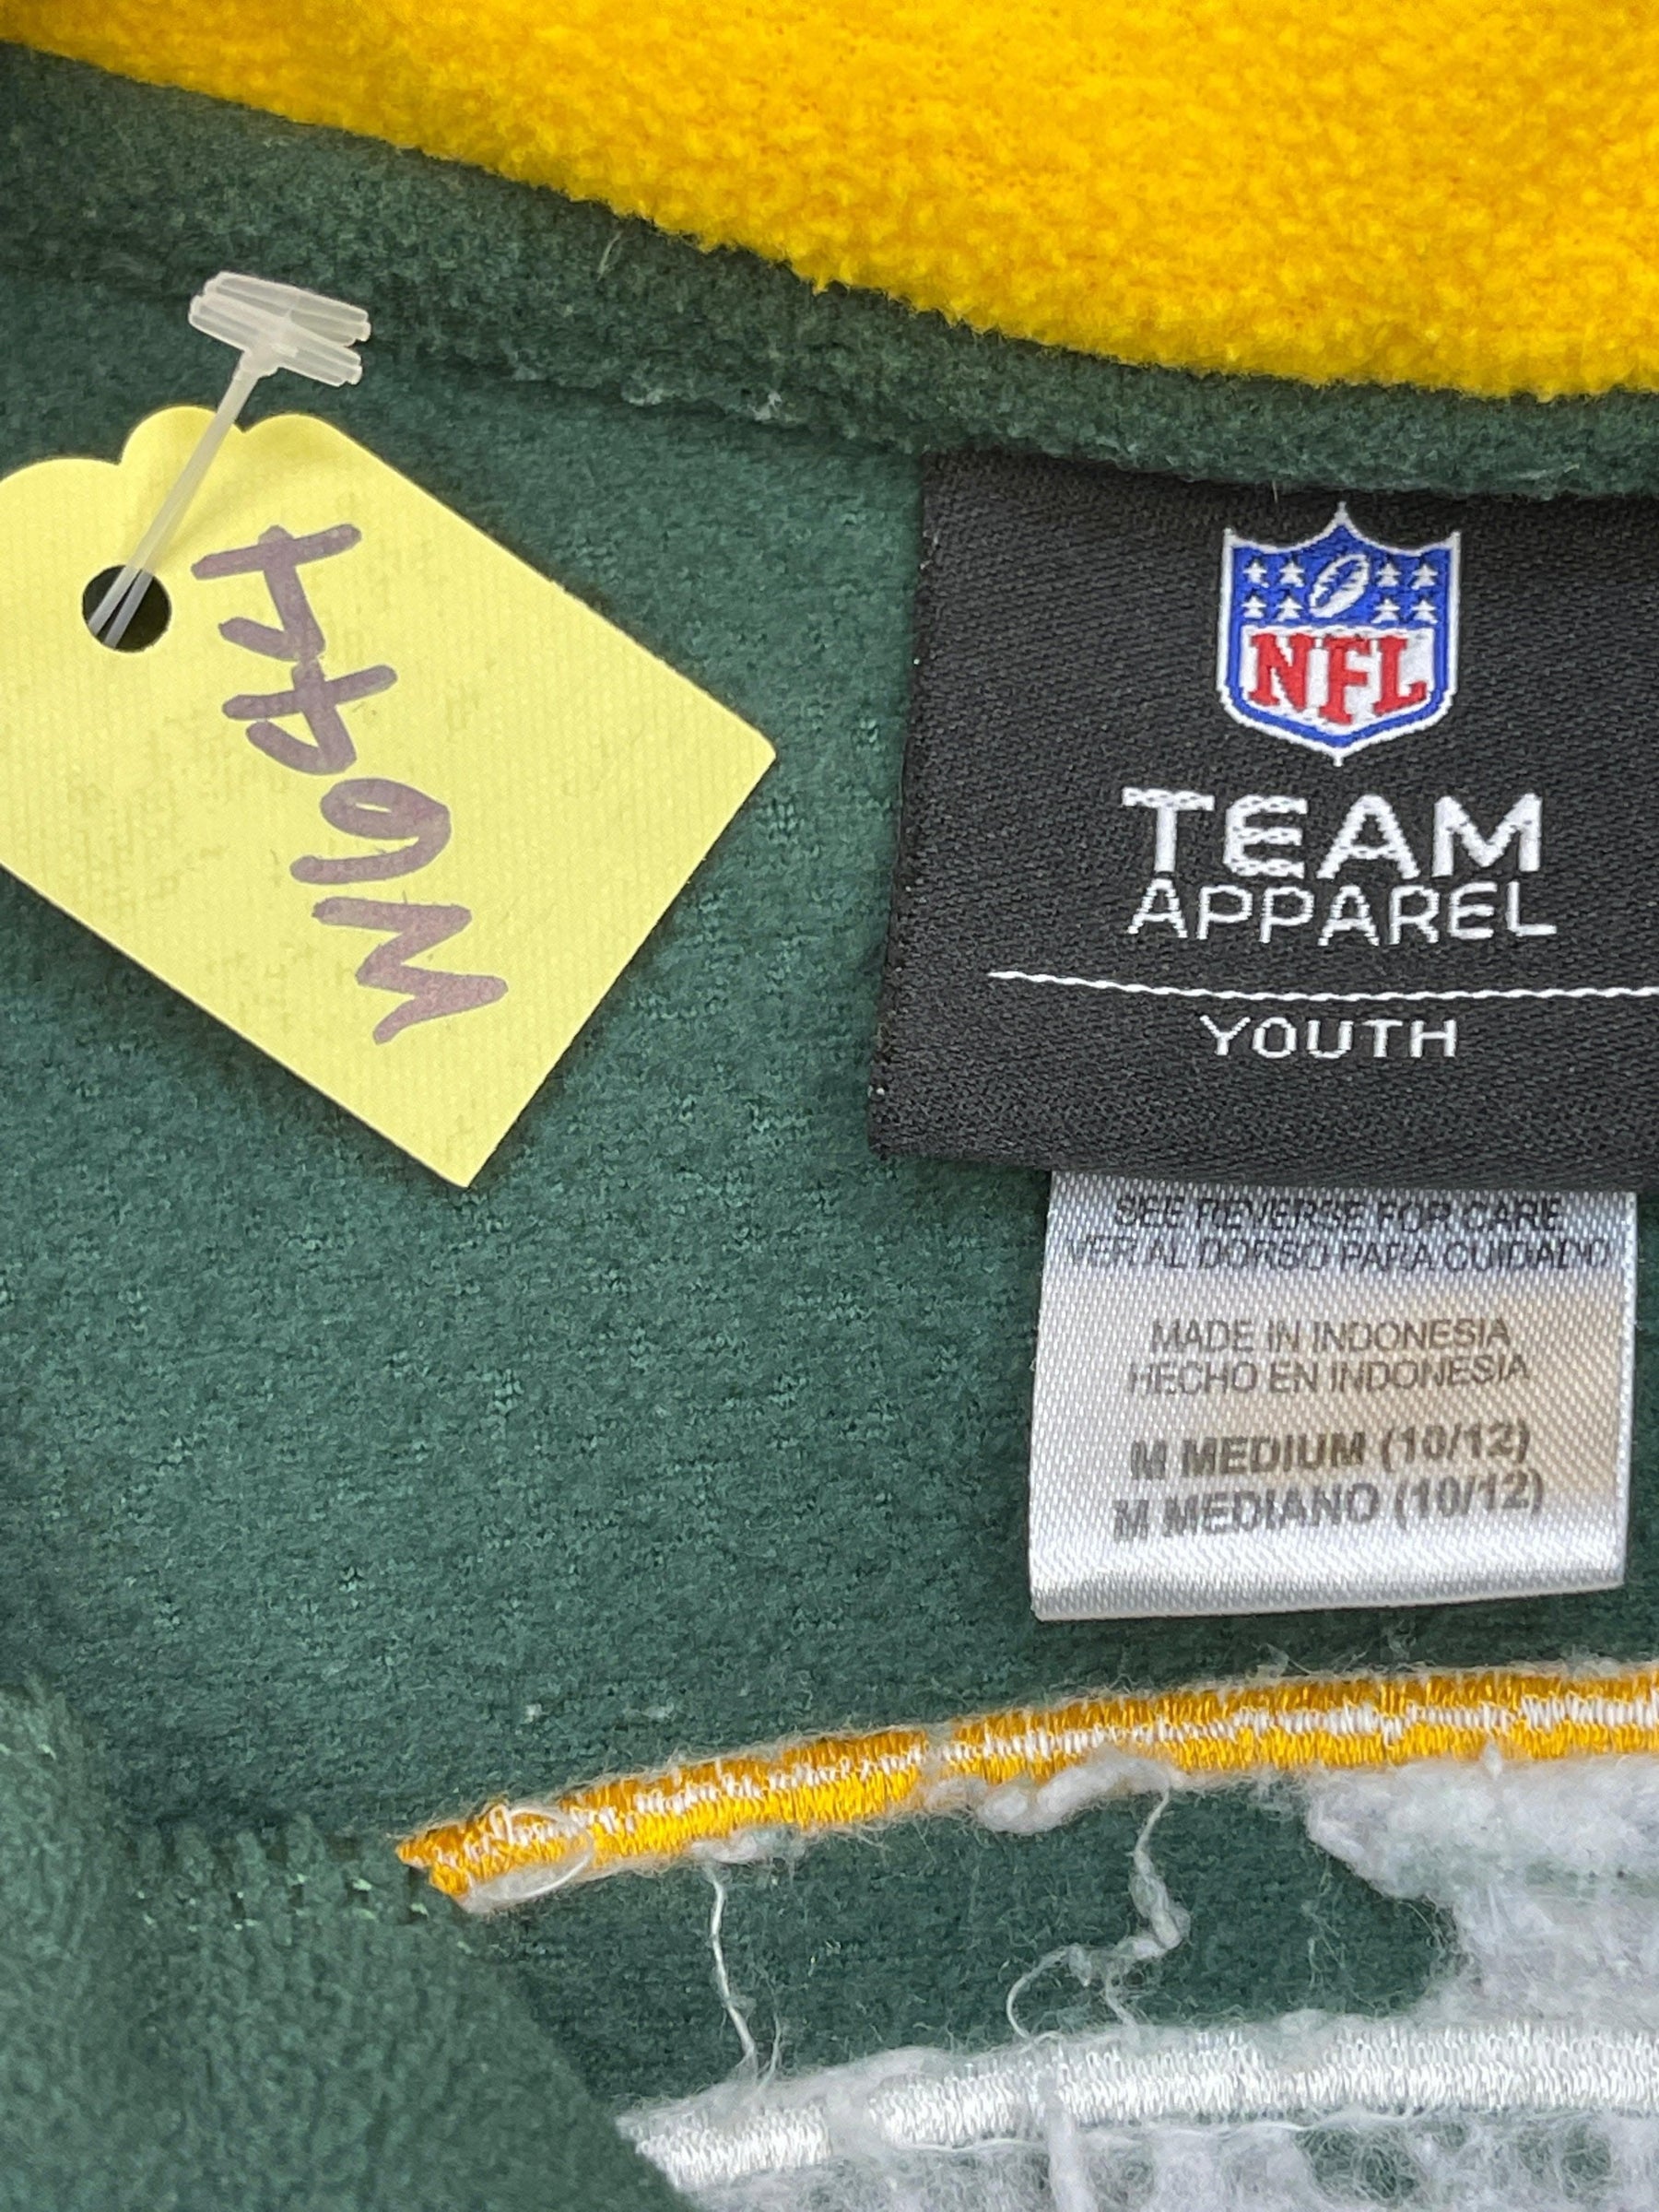 W644
NFL
TEAM
APPAREL
YOUTH
SEE REVERSE FOR CARE
VER AL DORSO PARA CUIDADO
MADE IN INDONESIA
HECHO EN INDONESIA
M MEDIUM (10/12)
M MEDIANO (10/12)